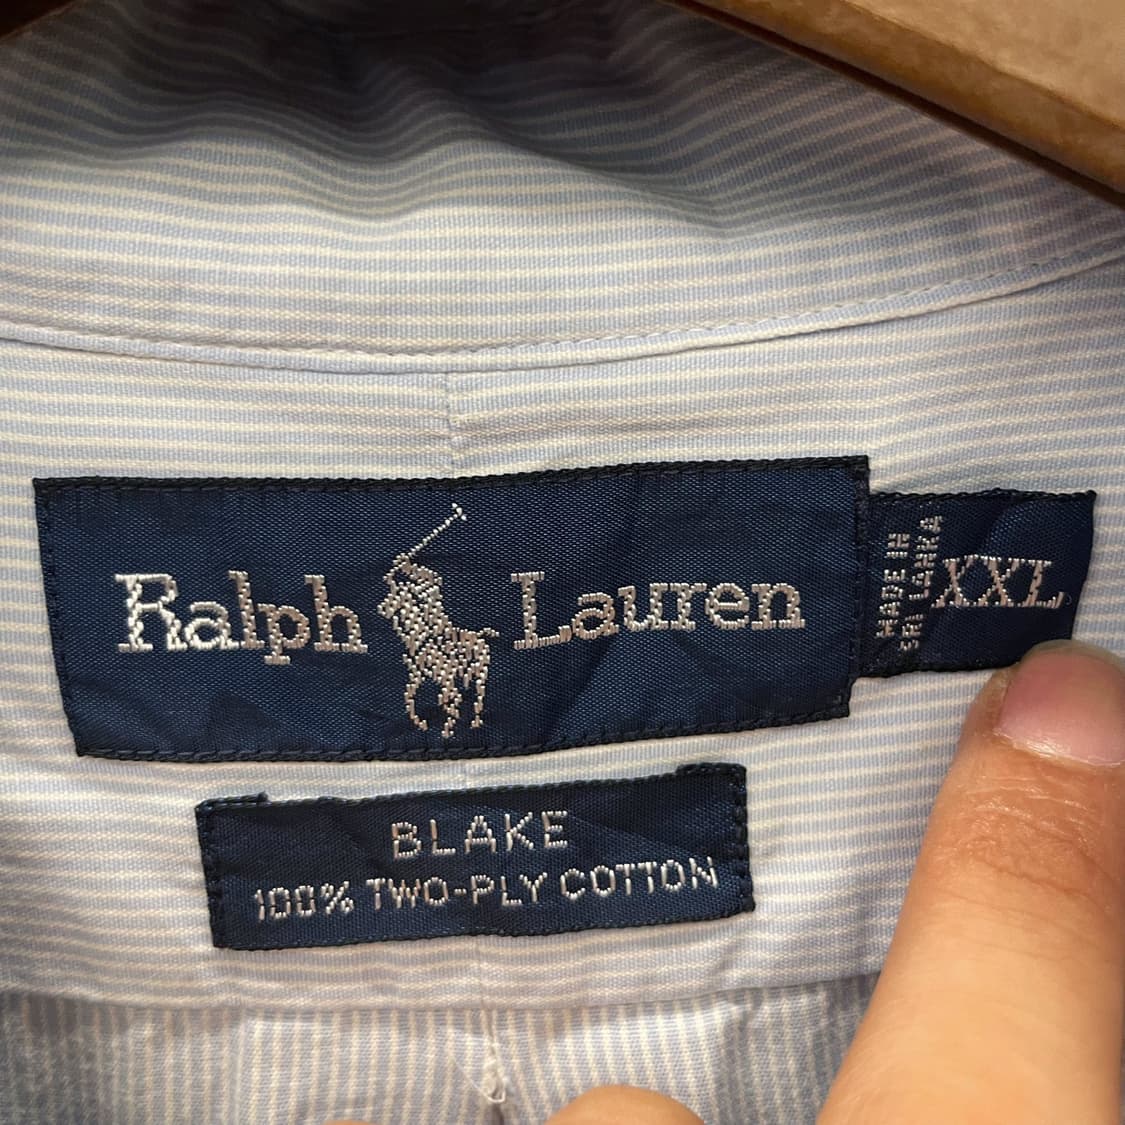 Ralph Lauren
MADE IN
SRI LANKA
XXL
BLAKE
100% TWO-PLY COTTON